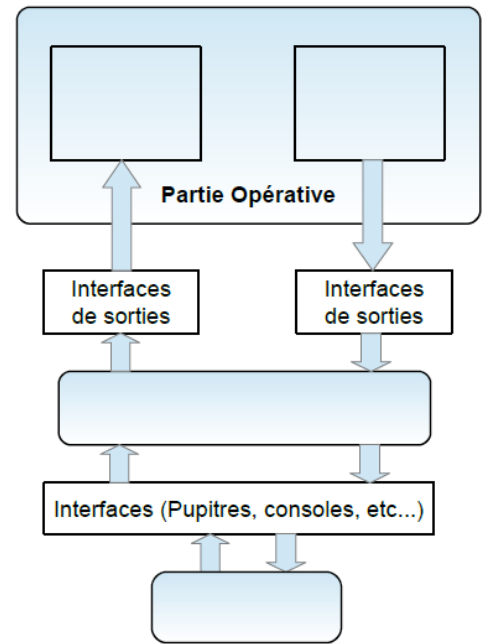 Partie Opérative
Interfaces
de sorties
Interfaces
de sorties
Interfaces (Pupitres, consoles, etc...)